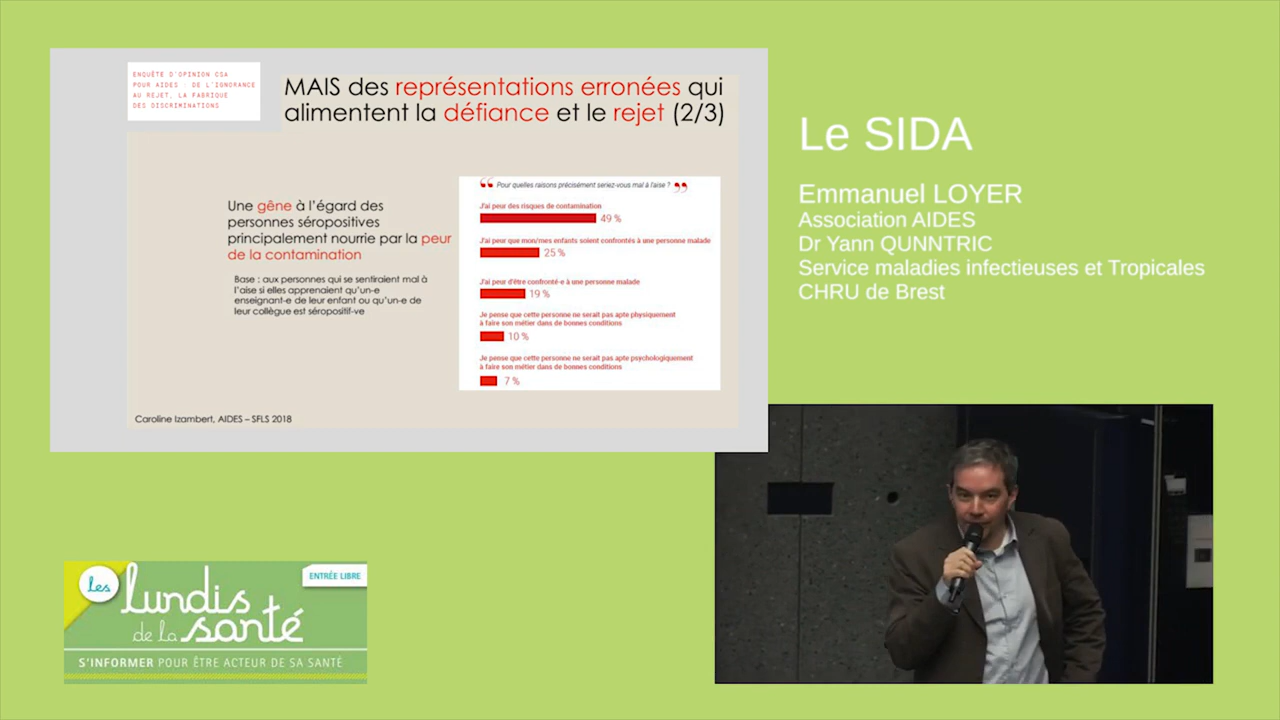 ENQUÊTE D'OPINION CSA
POUR AIDES : DE L'IGNORANCE
AU REJET, LA FABRIQUE
DES DISCRIMINATIONS
MAIS des représentations erronées qui
alimentent la défiance et le rejet (2/3)
Une gêne à l'égard des
personnes séropositives
principalement nourrie par la peur
de la contamination
Base : aux personnes qui se sentiraient mal à
l'aise si elles apprenaient qu'un-e
enseignant-e de leur enfant ou qu'un-e de
leur collègue est séropositif-ve
“ Pour quelles raisons précisément seriez-vous mal à l'aise ? ”
J'ai peur des risques de contamination
49 %
J'ai peur que mon/mes enfants soient confrontés à une personne malade
25 %
J'ai peur d'être confronté·e à une personne malade
19 %
Je pense que cette personne ne serait pas apte physiquement
à faire son métier dans de bonnes conditions
10 %
Je pense que cette personne ne serait pas apte psychologiquement
à faire son métier dans de bonnes conditions
7 %
Caroline Izambert, AIDES – SFLS 2018
Le SIDA
Emmanuel LOYER
Association AIDES
Dr Yann QUNNTRIC
Service maladies infectieuses et Tropicales
CHRU de Brest
les
lundis
de la santé
ENTRÉE LIBRE
S'INFORMER POUR ÊTRE ACTEUR DE SA SANTÉ